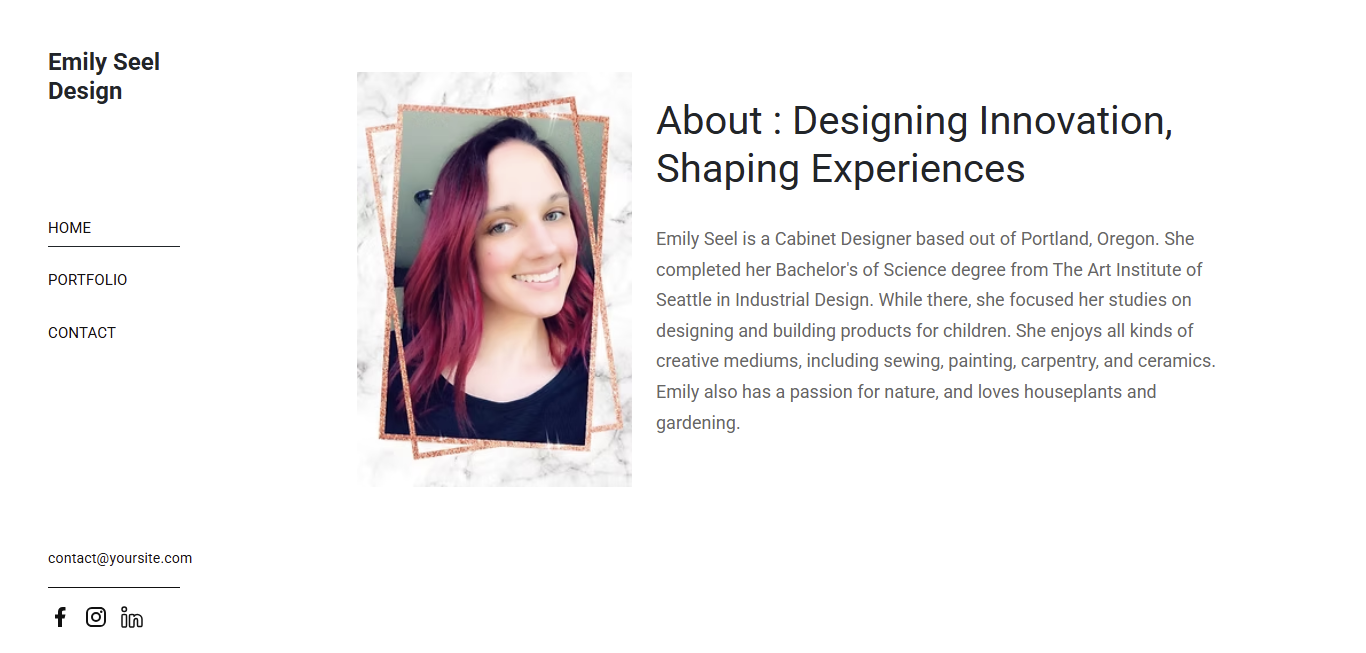 Emily Seel
Design
HOME
PORTFOLIO
CONTACT
contact@yoursite.com
About : Designing Innovation,
Shaping Experiences
Emily Seel is a Cabinet Designer based out of Portland, Oregon. She
completed her Bachelor's of Science degree from The Art Institute of
Seattle in Industrial Design. While there, she focused her studies on
designing and building products for children. She enjoys all kinds of
creative mediums, including sewing, painting, carpentry, and ceramics.
Emily also has a passion for nature, and loves houseplants and
gardening.